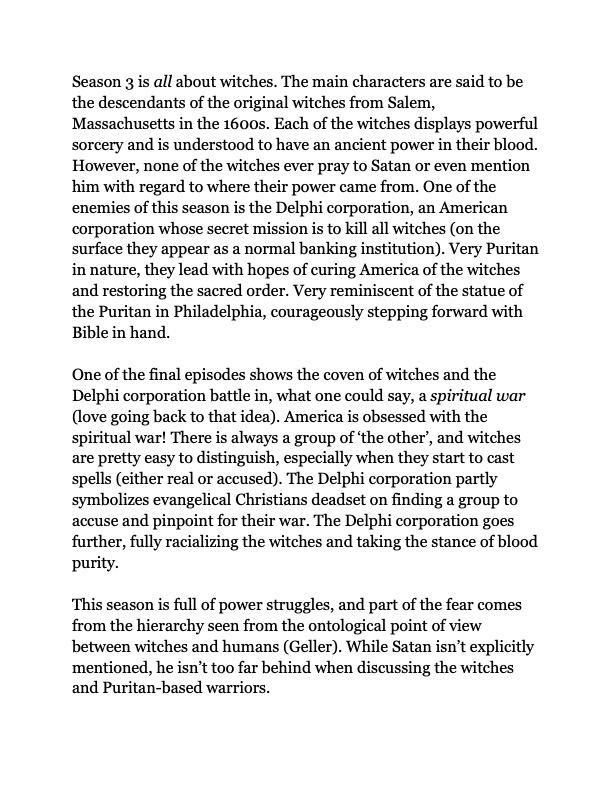 Season 3 is all about witches. The main characters are said to be
the descendants of the original witches from Salem,
Massachusetts in the 1600s. Each of the witches displays powerful
sorcery and is understood to have an ancient power in their blood.
However, none of the witches ever pray to Satan or even mention
him with regard to where their power came from. One of the
enemies of this season is the Delphi corporation, an American
corporation whose secret mission is to kill all witches (on the
surface they appear as a normal banking institution). Very Puritan
in nature, they lead with hopes of curing America of the witches
and restoring the sacred order. Very reminiscent of the statue of
the Puritan in Philadelphia, courageously stepping forward with
Bible in hand.
One of the final episodes shows the coven of witches and the
Delphi corporation battle in, what one could say, a spiritual war
(love going back to that idea). America is obsessed with the
spiritual war! There is always a group of ‘the other’, and witches
are pretty easy to distinguish, especially when they start to cast
spells (either real or accused). The Delphi corporation partly
symbolizes evangelical Christians deadset on finding a group to
accuse and pinpoint for their war. The Delphi corporation goes
further, fully racializing the witches and taking the stance of blood
purity.
This season is full of power struggles, and part of the fear comes
from the hierarchy seen from the ontological point of view
between witches and humans (Geller). While Satan isn’t explicitly
mentioned, he isn’t too far behind when discussing the witches
and Puritan-based warriors.